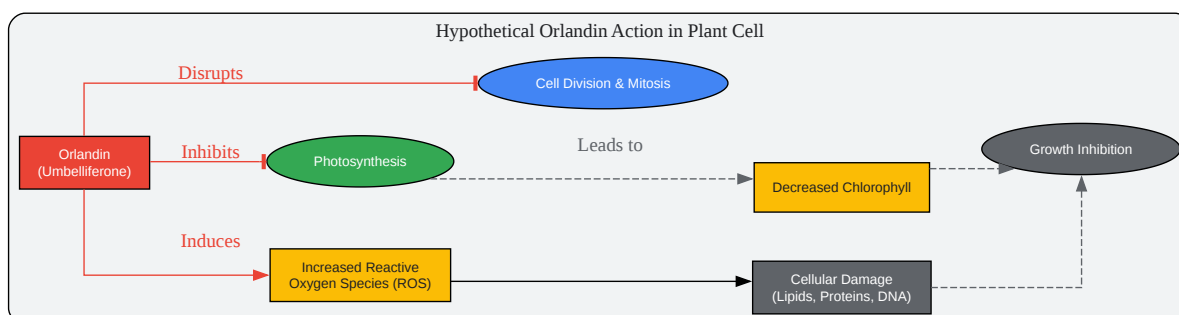 Hypothetical Orlandin Action in Plant Cell
Disrupts
Cell Division & Mitosis
Orlandin
(Umbelliferone)
Inhibits
Photosynthesis
Leads to
Growth Inhibition
Decreased Chlorophyll
Induces
Increased Reactive
Oxygen Species (ROS)
Cellular Damage
(Lipids, Proteins, DNA)